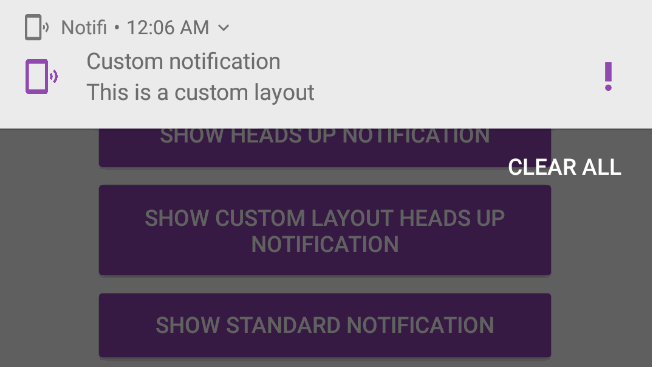 Notifi • 12:06 AM
Custom notification
This is a custom layout
SHOW HEADS UP NOTIFICATION
CLEAR ALL
SHOW CUSTOM LAYOUT HEADS UP
NOTIFICATION
SHOW STANDARD NOTIFICATION